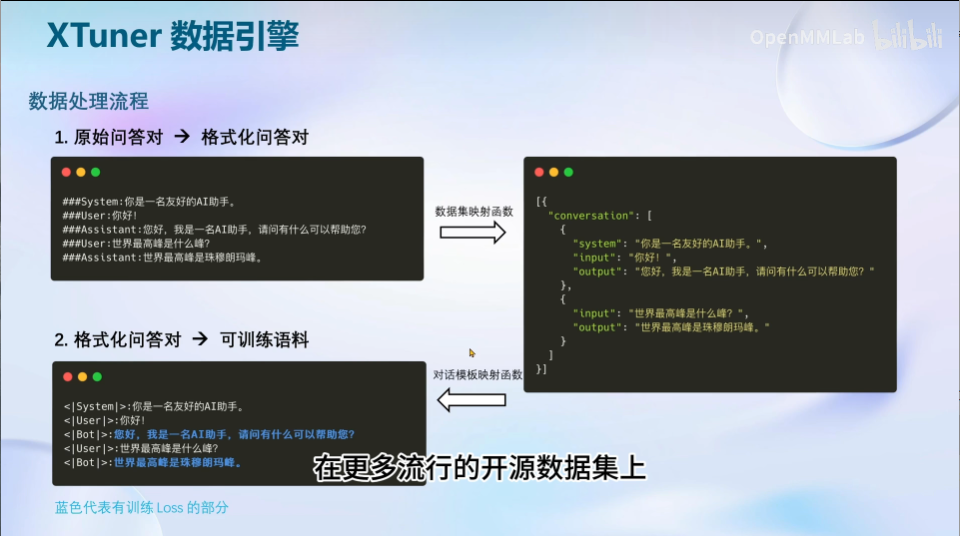 XTuner 数据引擎
OpenMMLab bilibili
数据处理流程
1. 原始问答对 → 格式化问答对
###System:你是一名友好的AI助手。
###User:你好!
###Assistant:您好，我是一名AI助手，请问有什么可以帮助您?
###User:世界最高峰是什么峰?
###Assistant:世界最高峰是珠穆朗玛峰。
数据集映射函数
[{
"conversation": [
{
"system": "你是一名友好的AI助手。",
"input": "你好! ",
"output": "您好，我是一名AI助手，请问有什么可以帮助您? "
},
{
"input": "世界最高峰是什么峰? ",
"output": "世界最高峰是珠穆朗玛峰。"
}
]
}]
2. 格式化问答对 → 可训练语料
对话模板映射函数
<|System|>:你是一名友好的AI助手。
<|User|>:你好!
<|Bot|>:您好，我是一名AI助手，请问有什么可以帮助您?
<|User|>:世界最高峰是什么峰?
<|Bot|>:世界最高峰是珠穆朗玛峰。
在更多流行的开源数据集上
蓝色代表有训练 Loss 的部分